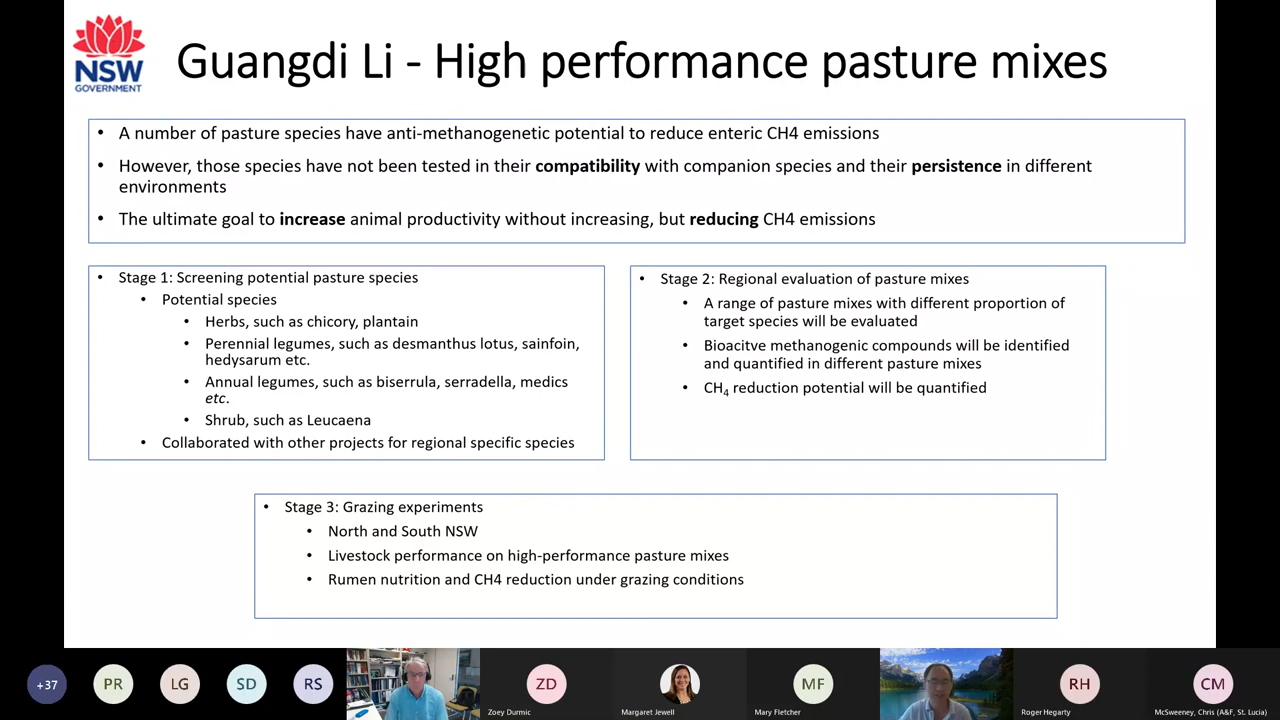 NSW
GOVERNMENT
Guangdi Li - High performance pasture mixes
• A number of pasture species have anti-methanogenetic potential to reduce enteric CH4 emissions
• However, those species have not been tested in their compatibility with companion species and their persistence in different
environments
• The ultimate goal to increase animal productivity without increasing, but reducing CH4 emissions
• Stage 1: Screening potential pasture species
• Potential species
• Herbs, such as chicory, plantain
• Perennial legumes, such as desmanthus lotus, sainfoin,
hedysarum etc.
• Annual legumes, such as biserrula, serradella, medics
etc.
• Shrub, such as Leucaena
• Collaborated with other projects for regional specific species
• Stage 2: Regional evaluation of pasture mixes
• A range of pasture mixes with different proportion of
target species will be evaluated
• Bioacitve methanogenic compounds will be identified
and quantified in different pasture mixes
• CH4 reduction potential will be quantified
• Stage 3: Grazing experiments
• North and South NSW
• Livestock performance on high-performance pasture mixes
• Rumen nutrition and CH4 reduction under grazing conditions
+37
PR
LG
SD
RS
ZD
Zoey Durmic
Margaret Jewell
MF
Mary Fletcher
RH
Roger Hegarty
CM
McSweeney, Chris (A&F, St. Lucia)